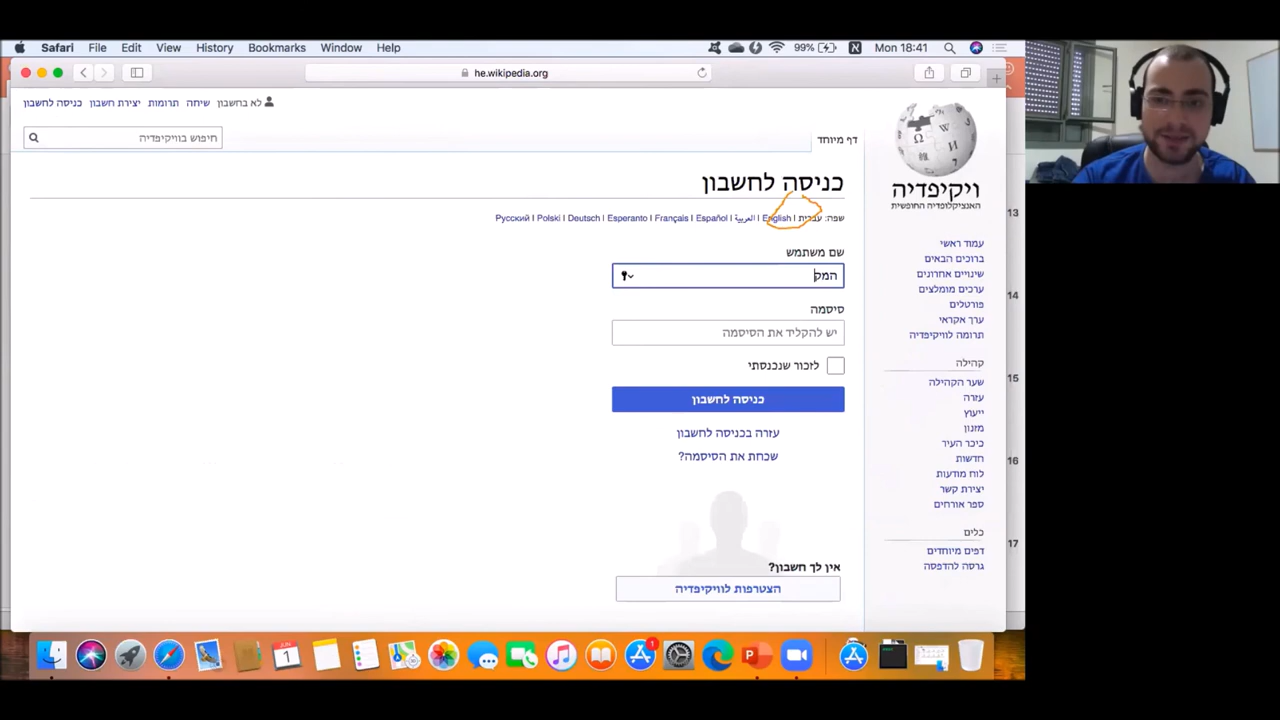 Safari File Edit View History Bookmarks Window Help 99% א Mon 18:41
he.wikipedia.org
לא בחשבון שיחה תרומות יצירת חשבון כניסה לחשבון
חיפוש בוויקיפדיה
דף מיוחד
ויקיפדיה
האנציקלופדיה החופשית
כניסה לחשבון
שפה: עברית | English | العربية | Español | Français | Esperanto | Deutsch | Polski | Русский
שם משתמש
המק
סיסמה
יש להקליד את הסיסמה
לזכור שנכנסתי
כניסה לחשבון
עזרה בכניסה לחשבון
שכחת את הסיסמה?
אין לך חשבון?
הצטרפות לוויקיפדיה
עמוד ראשי
ברוכים הבאים
שינויים אחרונים
ערכים מומלצים
פורטלים
ערך אקראי
תרומה לוויקיפדיה
קהילה
שער הקהילה
עזרה
ייעוץ
מזנון
כיכר העיר
חדשות
לוח מודעות
יצירת קשר
ספר אורחים
כלים
דפים מיוחדים
גרסה להדפסה
13
14
15
16
17
JUN
1
1